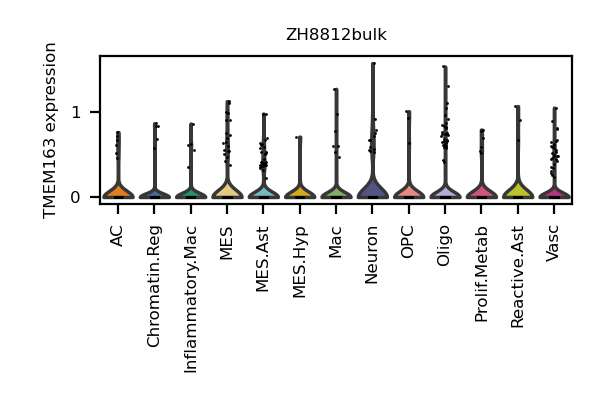 ZH8812bulk
TMEM163 expression
1
0
AC
Chromatin.Reg
Inflammatory.Mac
MES
MES.Ast
MES.Hyp
Mac
Neuron
OPC
Oligo
Prolif.Metab
Reactive.Ast
Vasc